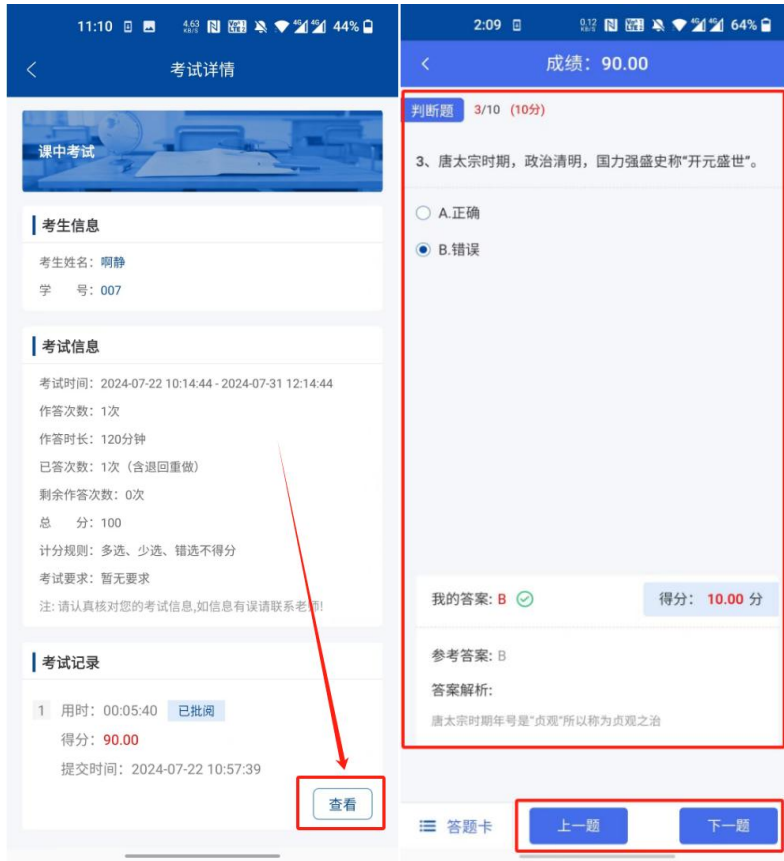 11:10 4.63 KB/S 4G 4G 44%
考试详情
课中考试
考生信息
考生姓名：啊静
学 号：007
考试信息
考试时间：2024-07-22 10:14:44 - 2024-07-31 12:14:44
作答次数：1次
作答时长：120分钟
已答次数：1次（含退回重做）
剩余作答次数：0次
总 分：100
计分规则：多选、少选、错选不得分
考试要求：暂无要求
注: 请认真核对您的考试信息,如信息有误请联系老师!
考试记录
1 用时：00:05:40 已批阅
得分：90.00
提交时间：2024-07-22 10:57:39
查看
2:09 0.12 KB/S 4G 4G 64%
成绩：90.00
判断题 3/10 (10分)
3、唐太宗时期，政治清明，国力强盛史称“开元盛世”。
A.正确
B.错误
我的答案: B 得分： 10.00 分
参考答案: B
答案解析:
唐太宗时期年号是“贞观”所以称为贞观之治
答题卡 上一题 下一题